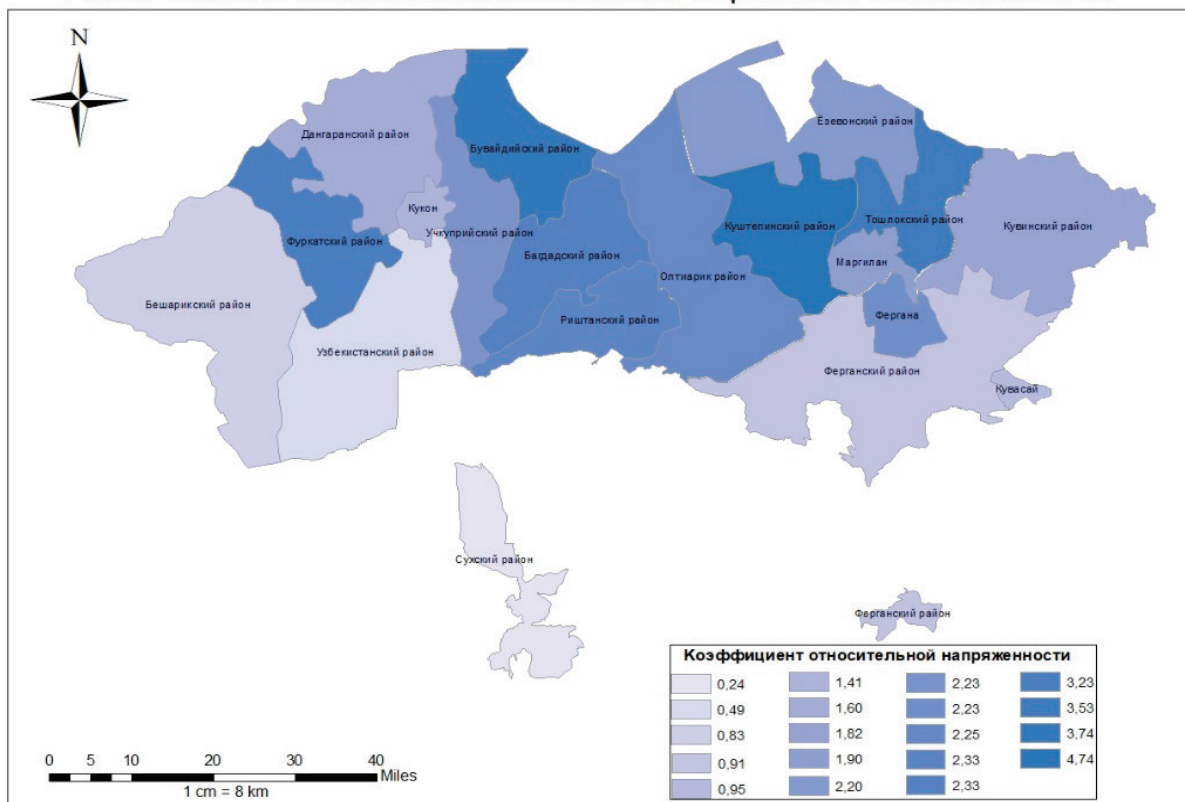 N
Дангаранский район
Бувайдийский район
Ёзевонский район
Кукон
Учкуприйский район
Фуркатский район
Багдадский район
Куштепинский район
Тошлокский район
Кувинский район
Маргилан
Олтиарик район
Бешарикский район
Риштанский район
Фергана
Узбекистанский район
Ферганский район
Кувасай
Сухский район
Ферганский район
Коэффициент относительной напряженности
0,24 1,41 2,23 3,23
0,49 1,60 2,23 3,53
0,83 1,82 2,25 3,74
0,91 1,90 2,33 4,74
0,95 2,20 2,33
0 5 10 20 30 40
Miles
1 cm = 8 km